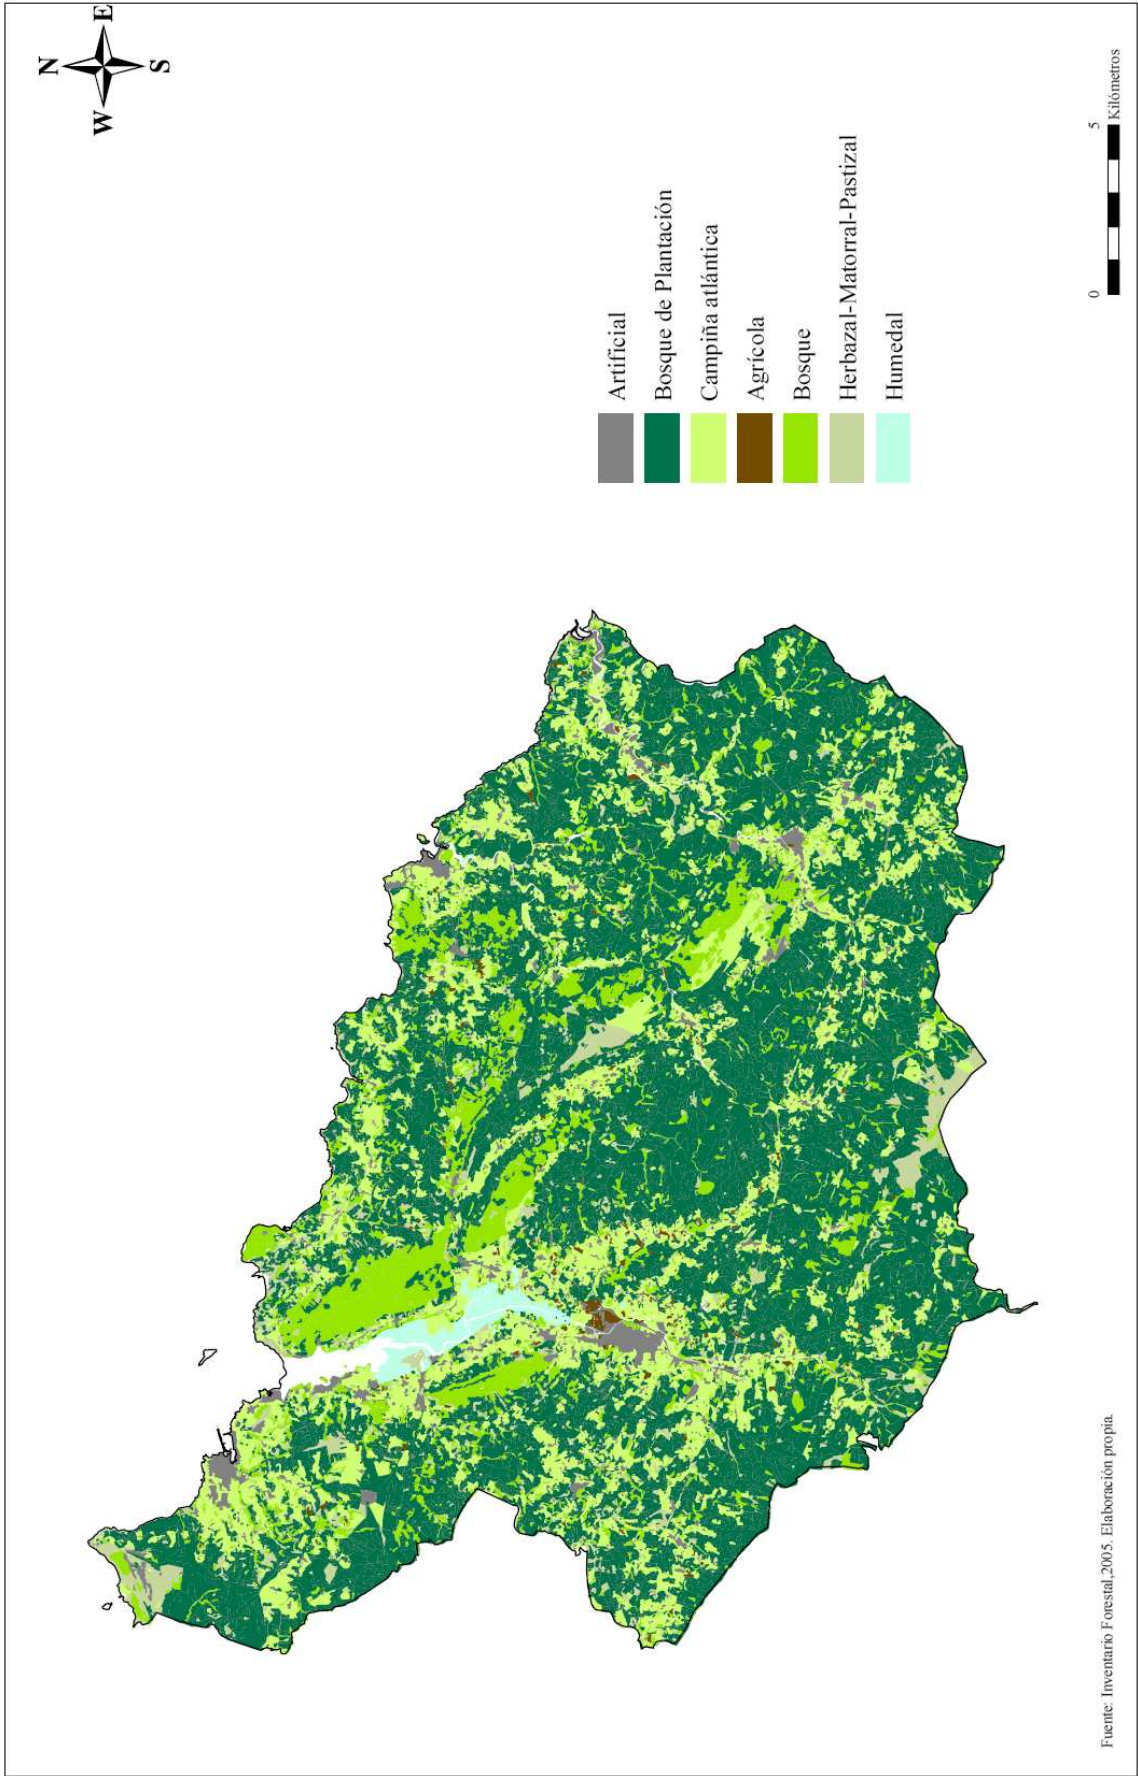 N
W
E
S
Artificial
Bosque de Plantación
Campiña atlántica
Agrícola
Bosque
Herbazal-Matorral-Pastizal
Humedal
0 5
Kilómetros
Fuente: Inventario Forestal,2005. Elaboración propia.